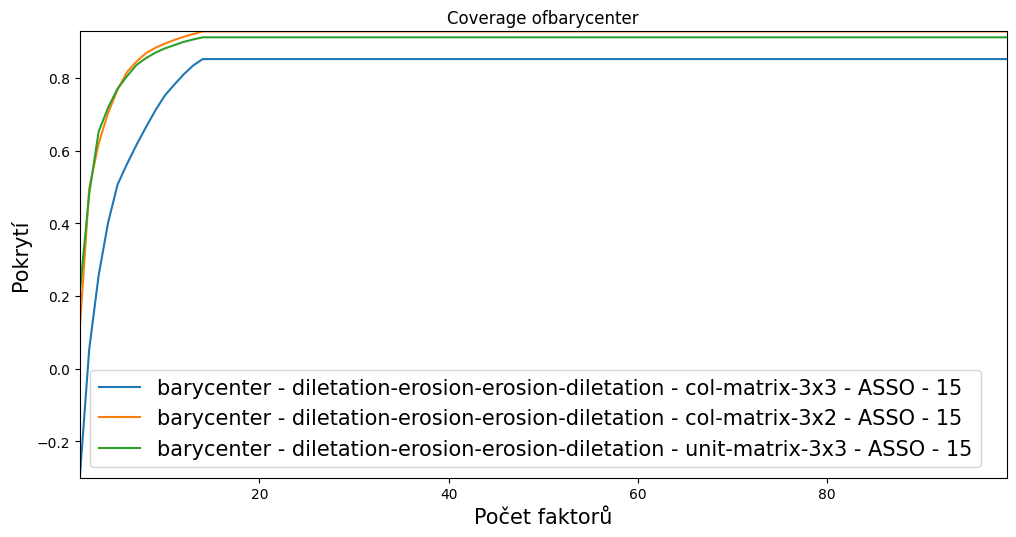 Coverage ofbarycenter
Pokrytí
0.8
0.6
0.4
0.2
0.0
−0.2
barycenter - diletation-erosion-erosion-diletation - col-matrix-3x3 - ASSO - 15
barycenter - diletation-erosion-erosion-diletation - col-matrix-3x2 - ASSO - 15
barycenter - diletation-erosion-erosion-diletation - unit-matrix-3x3 - ASSO - 15
20 40 60 80
Počet faktorů